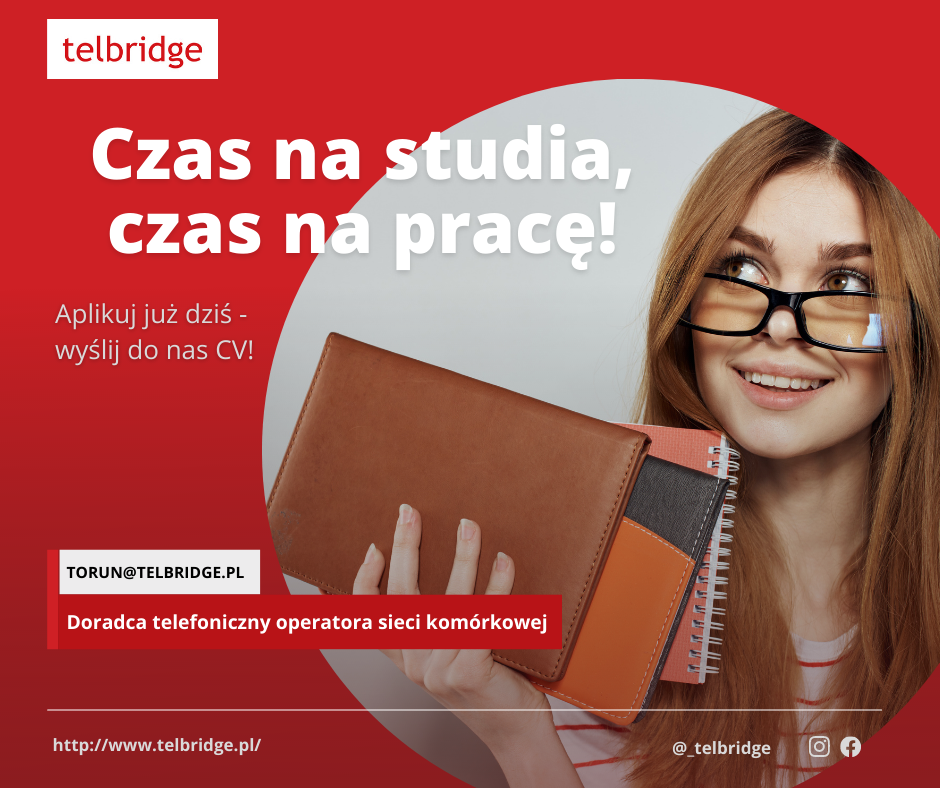 telbridge
Czas na studia,
czas na pracę!
Aplikuj już dziś -
wyślij do nas CV!
TORUN@TELBRIDGE.PL
Doradca telefoniczny operatora sieci komórkowej
http://www.telbridge.pl/
@_telbridge